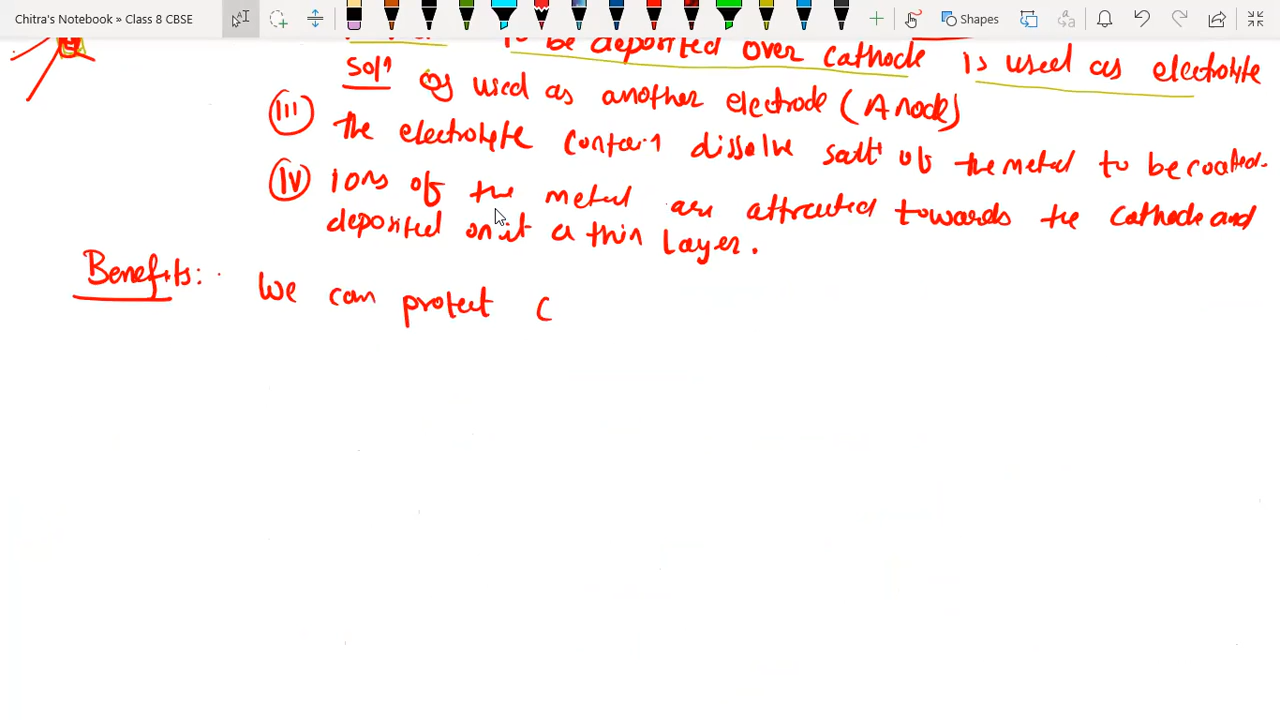 Chitra's Notebook » Class 8 CBSE
Shapes
to be deposited over cathode is used as electrolyte
Sol^n
used as another electrode (Anode)
(III) The electrolyte contain dissolve salt of the metal to be coated.
(IV) Ions of the metal are attracted towards the cathode and
deposited on it a thin layer.
Benefits: We can protect C